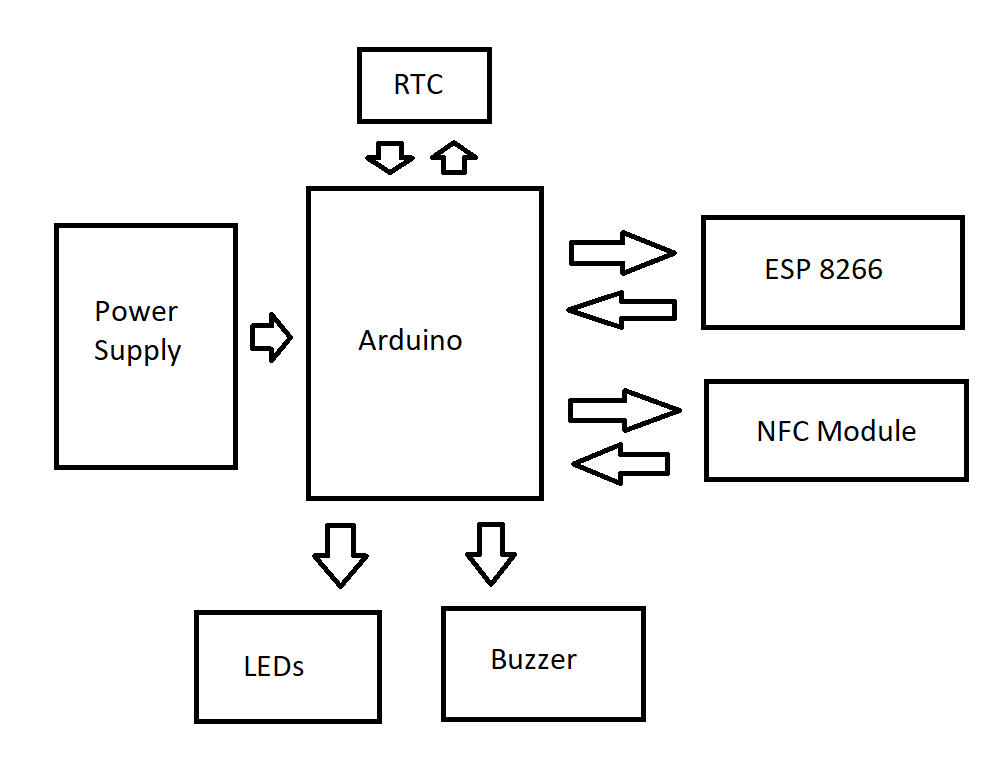 RTC
Power
Supply
Arduino
ESP 8266
NFC Module
LEDs
Buzzer